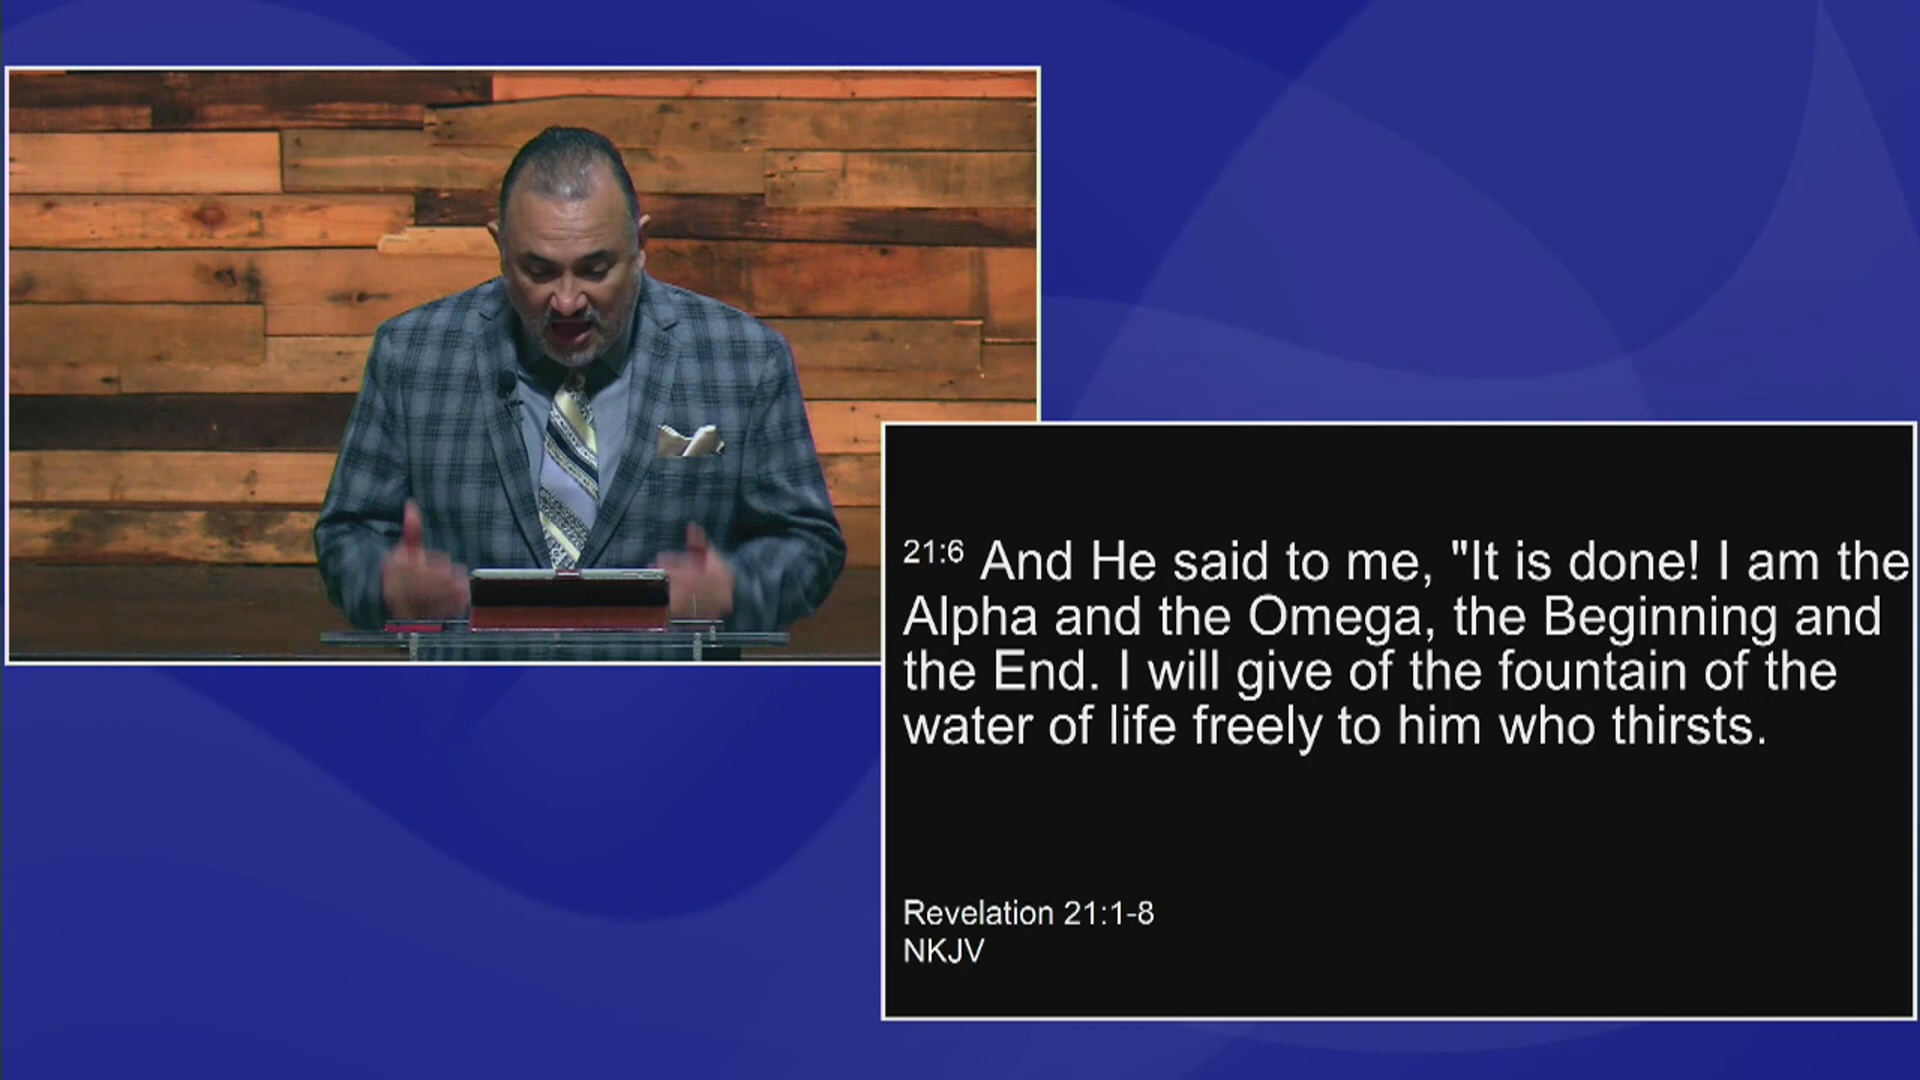 21:6 And He said to me, "It is done! I am the
Alpha and the Omega, the Beginning and
the End. I will give of the fountain of the
water of life freely to him who thirsts.
Revelation 21:1-8
NKJV